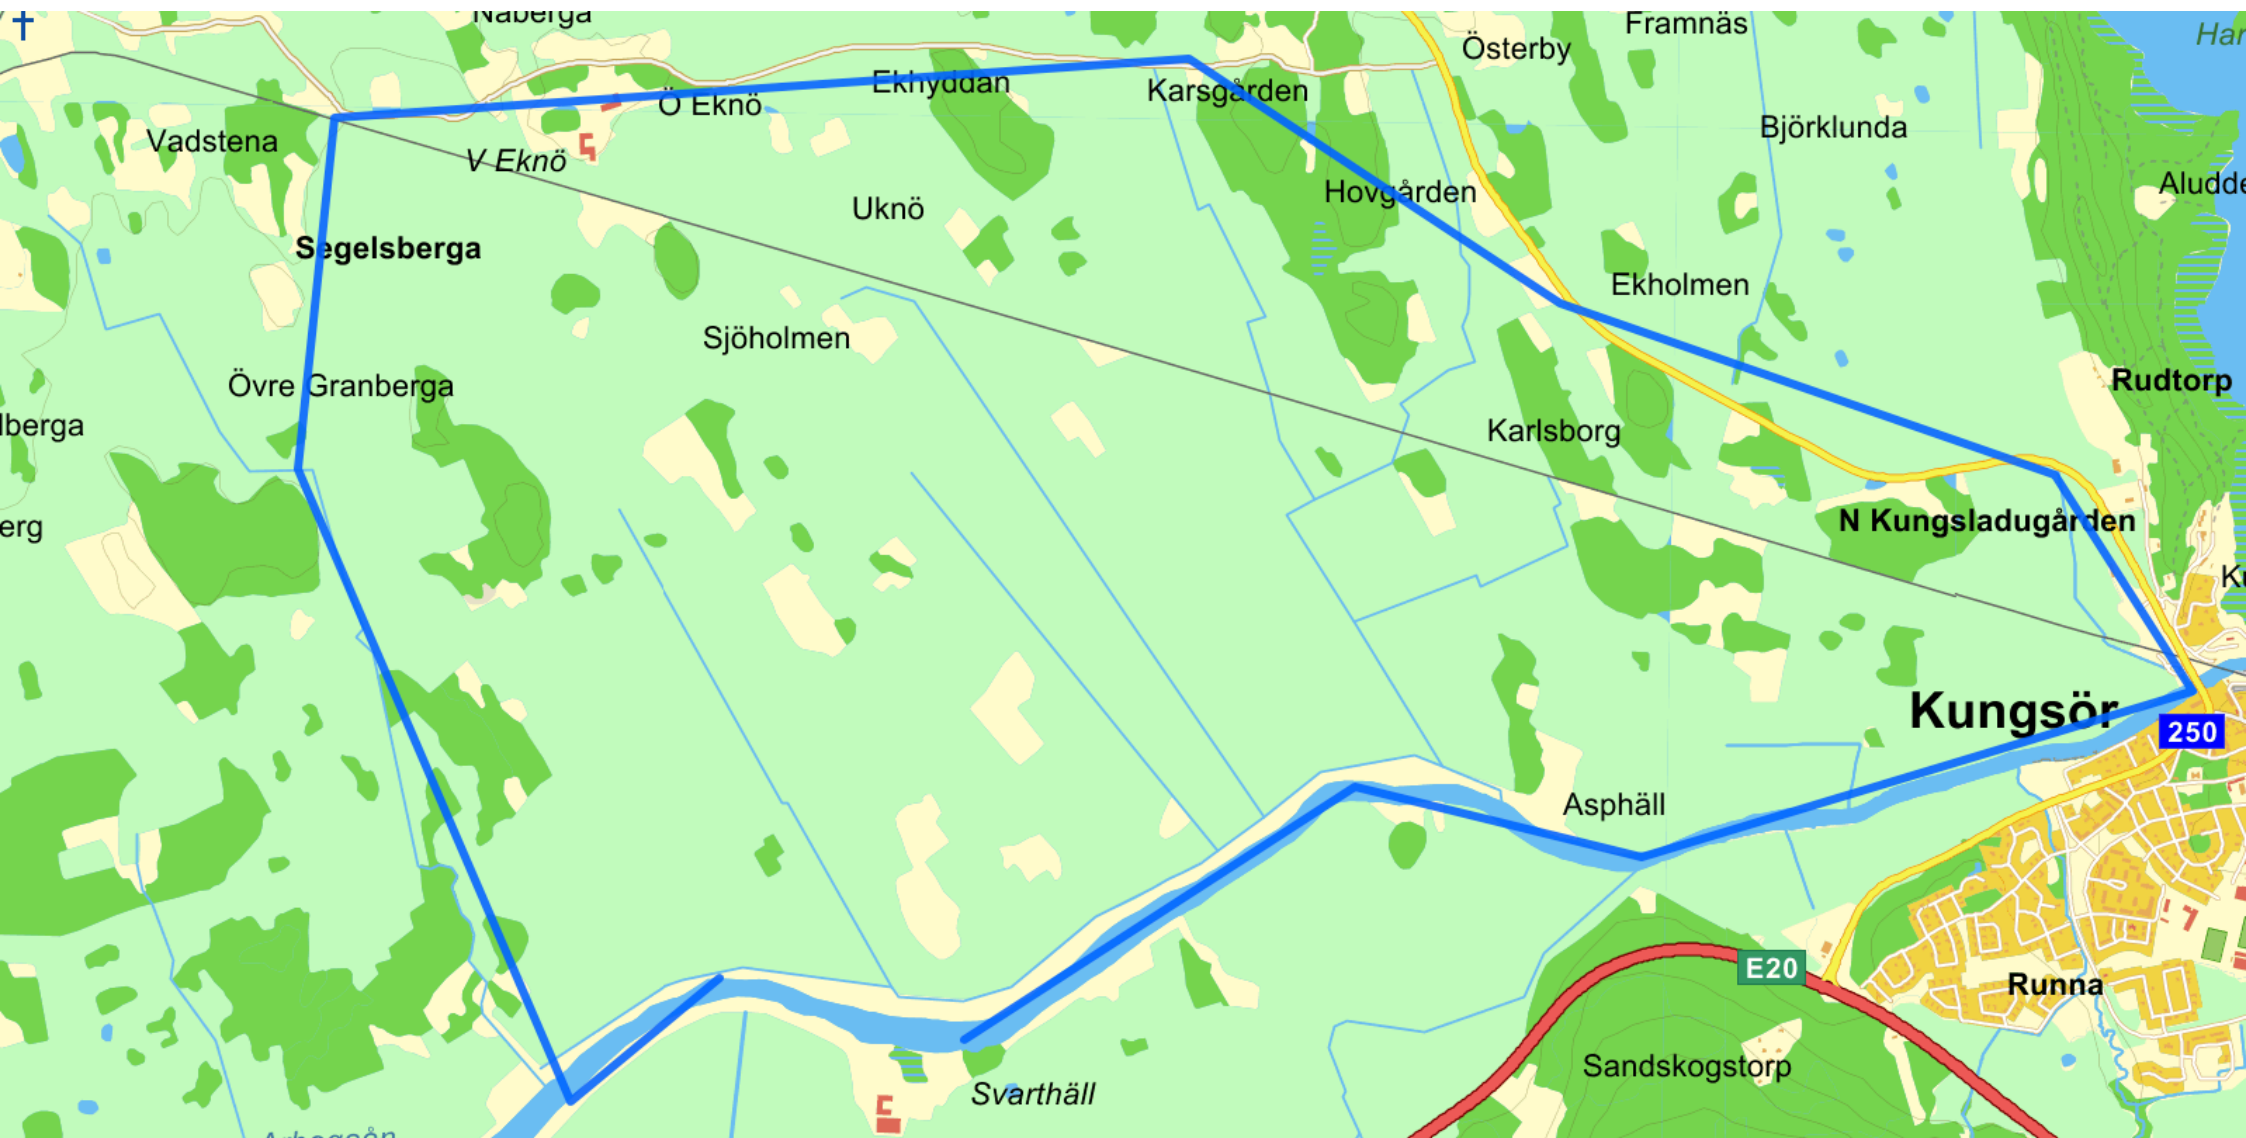 Näberga
Framnäs
Österby
Ekhyddan
Karsgården
Ö Eknö
Björklunda
Vadstena
V Eknö
Hovgården
Uknö
Segelsberga
Ekholmen
Sjöholmen
Övre Granberga
Rudtorp
Karlsborg
N Kungsladugården
Kungsör
250
Asphäll
E20
Runna
Sandskogstorp
Svarthäll
Arbogaån